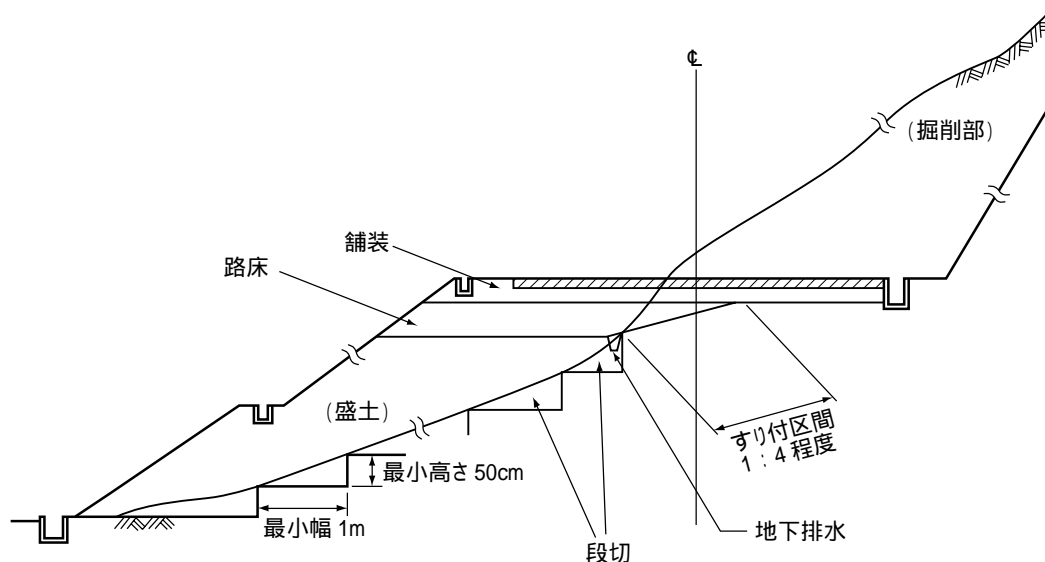 ℄
(掘削部)
舗装
路床
(盛土)
すり付区間
1:4程度
最小高さ 50cm
最小幅 1m
地下排水
段切